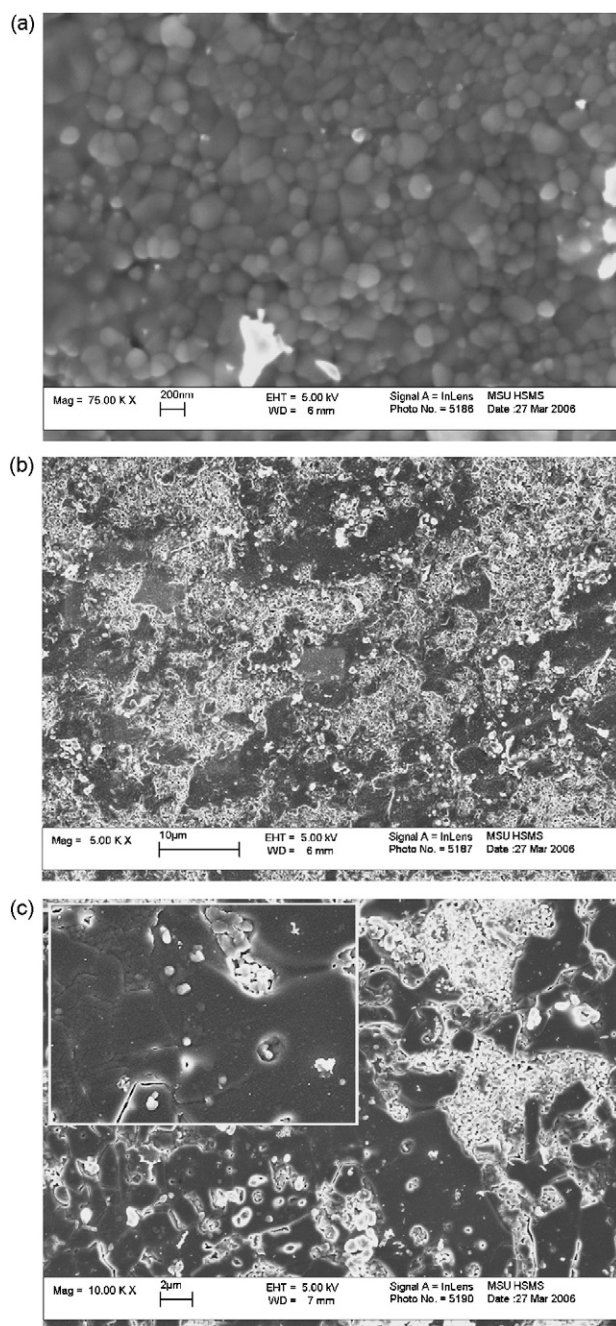 (a)
Mag = 75.00 K X 200nm EHT = 5.00 kV Signal A = InLens MSU HSMS
WD = 6 mm Photo No. = 5186 Date :27 Mar 2006
(b)
Mag = 5.00 K X 10µm EHT = 5.00 kV Signal A = InLens MSU HSMS
WD = 6 mm Photo No. = 5187 Date :27 Mar 2006
(c)
Mag = 10.00 K X 2µm EHT = 5.00 kV Signal A = InLens MSU HSMS
WD = 7 mm Photo No. = 5190 Date :27 Mar 2006